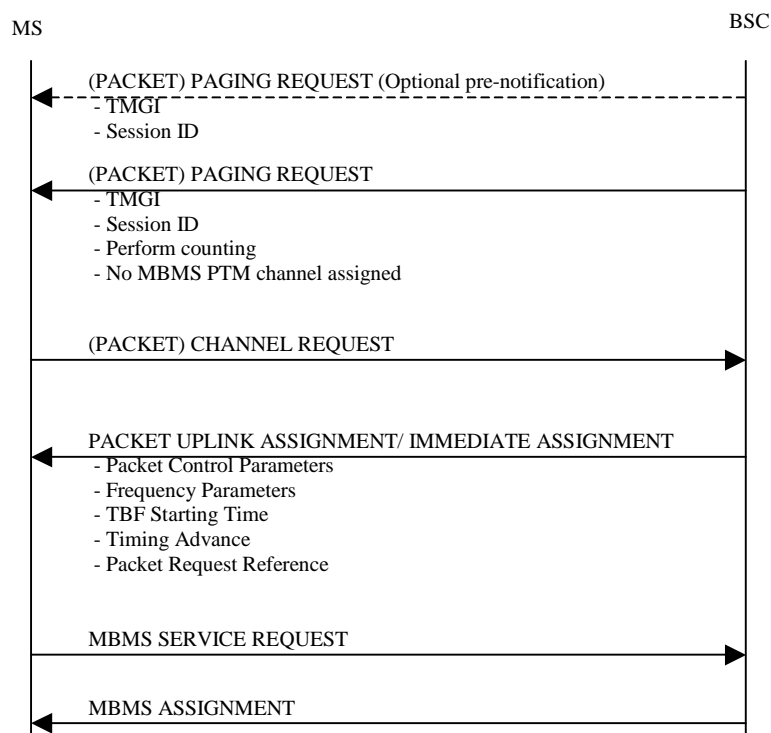 MS
BSC
(PACKET) PAGING REQUEST (Optional pre-notification)
- TMGI
- Session ID
(PACKET) PAGING REQUEST
- TMGI
- Session ID
- Perform counting
- No MBMS PTM channel assigned
(PACKET) CHANNEL REQUEST
PACKET UPLINK ASSIGNMENT/ IMMEDIATE ASSIGNMENT
- Packet Control Parameters
- Frequency Parameters
- TBF Starting Time
- Timing Advance
- Packet Request Reference
MBMS SERVICE REQUEST
MBMS ASSIGNMENT